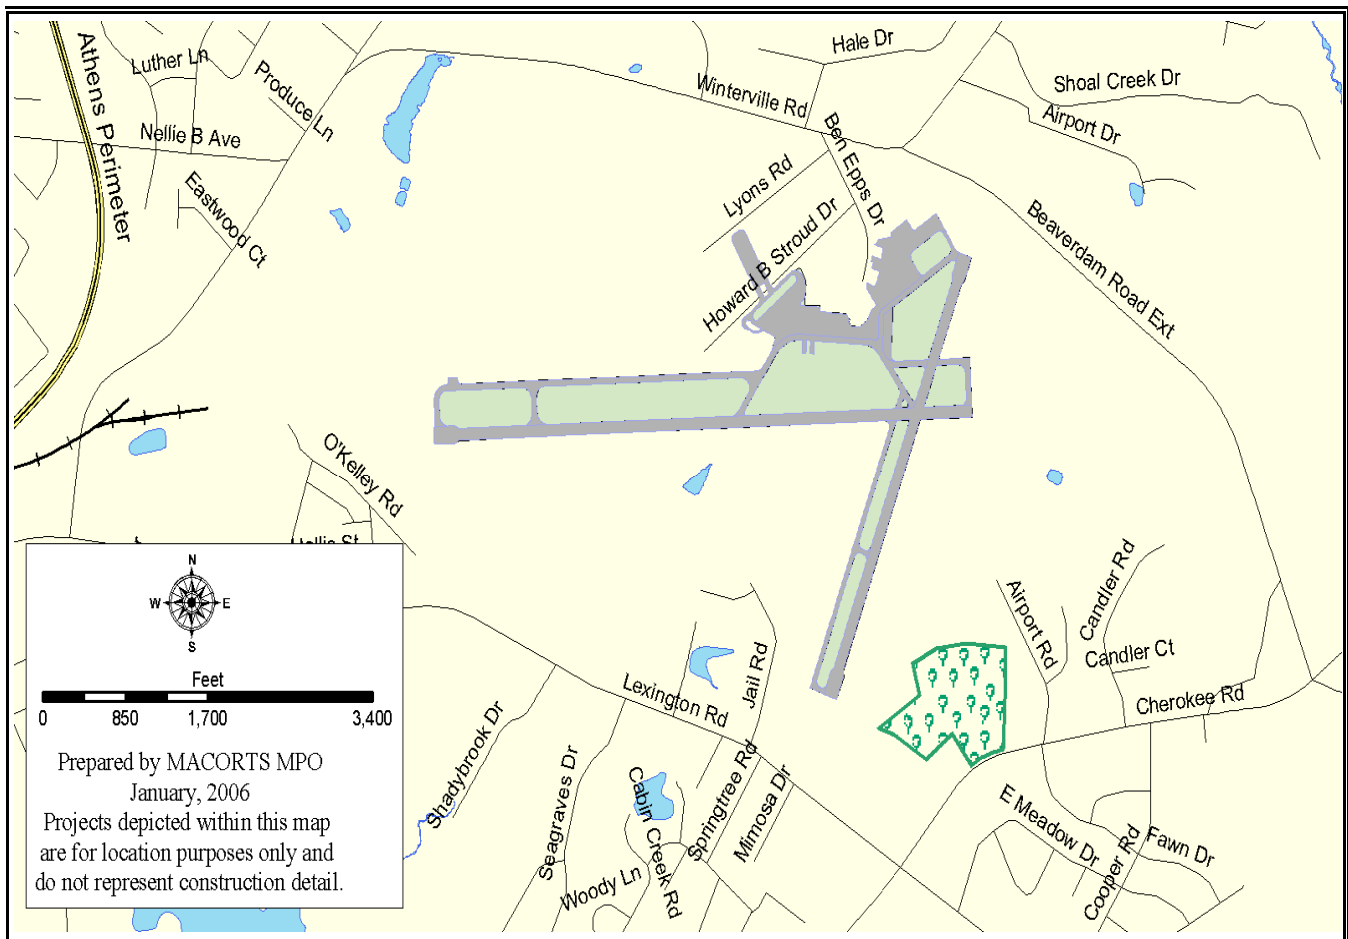 Hale Dr
Luther Ln
Athens Perimeter
Produce Ln
Winterville Rd
Shoal Creek Dr
Airport Dr
Nellie B Ave
Ben Epps Dr
Lyons Rd
Eastwood Ct
Howard B Stroud Dr
Beaverdam Road Ext
O'Kelley Rd
Hollis St
N
W E
S
Feet
0 850 1,700 3,400
Prepared by MACORTS MPO
January, 2006
Projects depicted within this map
are for location purposes only and
do not represent construction detail.
Candler Rd
Airport Rd
Candler Ct
Cherokee Rd
Jail Rd
Lexington Rd
Shadybrook Dr
Seagraves Dr
Cabin Creek Rd
Springtree Rd
Mimosa Dr
Woody Ln
E Meadow Dr
Fawn Dr
Cooper Rd